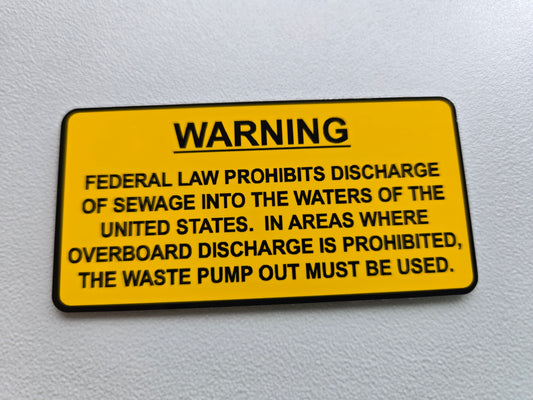 WARNING
FEDERAL LAW PROHIBITS DISCHARGE
OF SEWAGE INTO THE WATERS OF THE
UNITED STATES. IN AREAS WHERE
OVERBOARD DISCHARGE IS PROHIBITED,
THE WASTE PUMP OUT MUST BE USED.